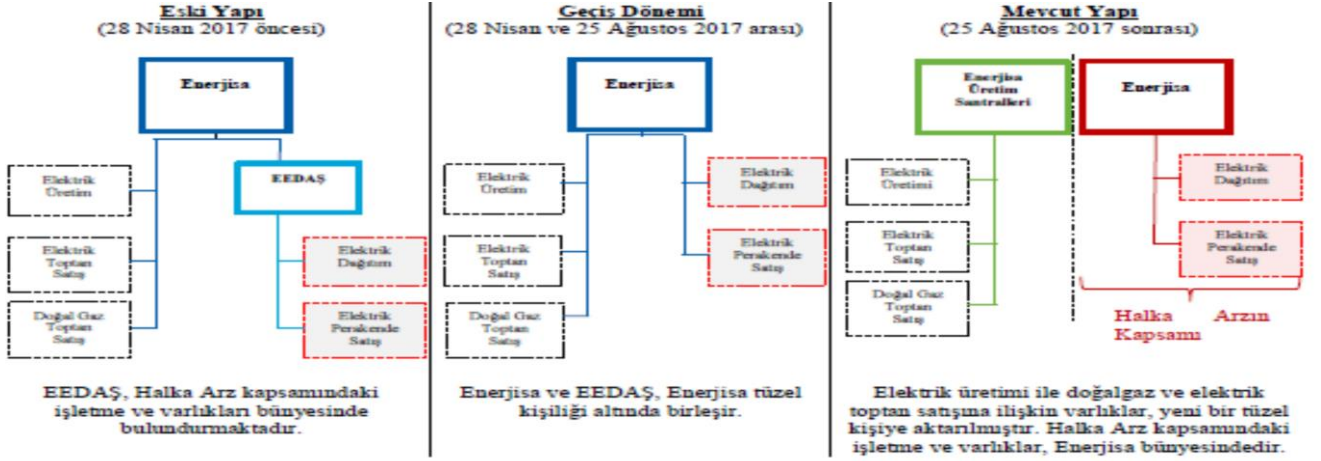 Eski Yapı
(28 Nisan 2017 öncesi)
Enerjisa
Elektrik
Üretim
EEDAŞ
Elektrik
Toptan
Satış
Elektrik
Dağıtım
Doğal Gaz
Toptan
Satış
Elektrik
Perakende
Satış
EEDAŞ, Halka Arz kapsamındaki
işletme ve varlıkları bünyesinde
bulundurmaktadır.
Geçiş Dönemi
(28 Nisan ve 25 Ağustos 2017 arası)
Enerjisa
Elektrik
Üretim
Elektrik
Dağıtım
Elektrik
Toptan
Satış
Elektrik
Perakende
Satış
Doğal Gaz
Toptan
Satış
Enerjisa ve EEDAŞ, Enerjisa tüzel
kişiliği altında birleşir.
Mevcut Yapı
(25 Ağustos 2017 sonrası)
Enerjisa
Üretim
Santralleri
Enerjisa
Elektrik
Üretimi
Elektrik
Dağıtım
Elektrik
Toptan
Satış
Elektrik
Perakende
Satış
Doğal Gaz
Toptan
Satış
Halka Arzın
Kapsamı
Elektrik üretimi ile doğalgaz ve elektrik
toptan satışına ilişkin varlıklar, yeni bir tüzel
kişiye aktarılmıştır. Halka Arz kapsamındaki
işletme ve varlıklar, Enerjisa bünyesindedir.